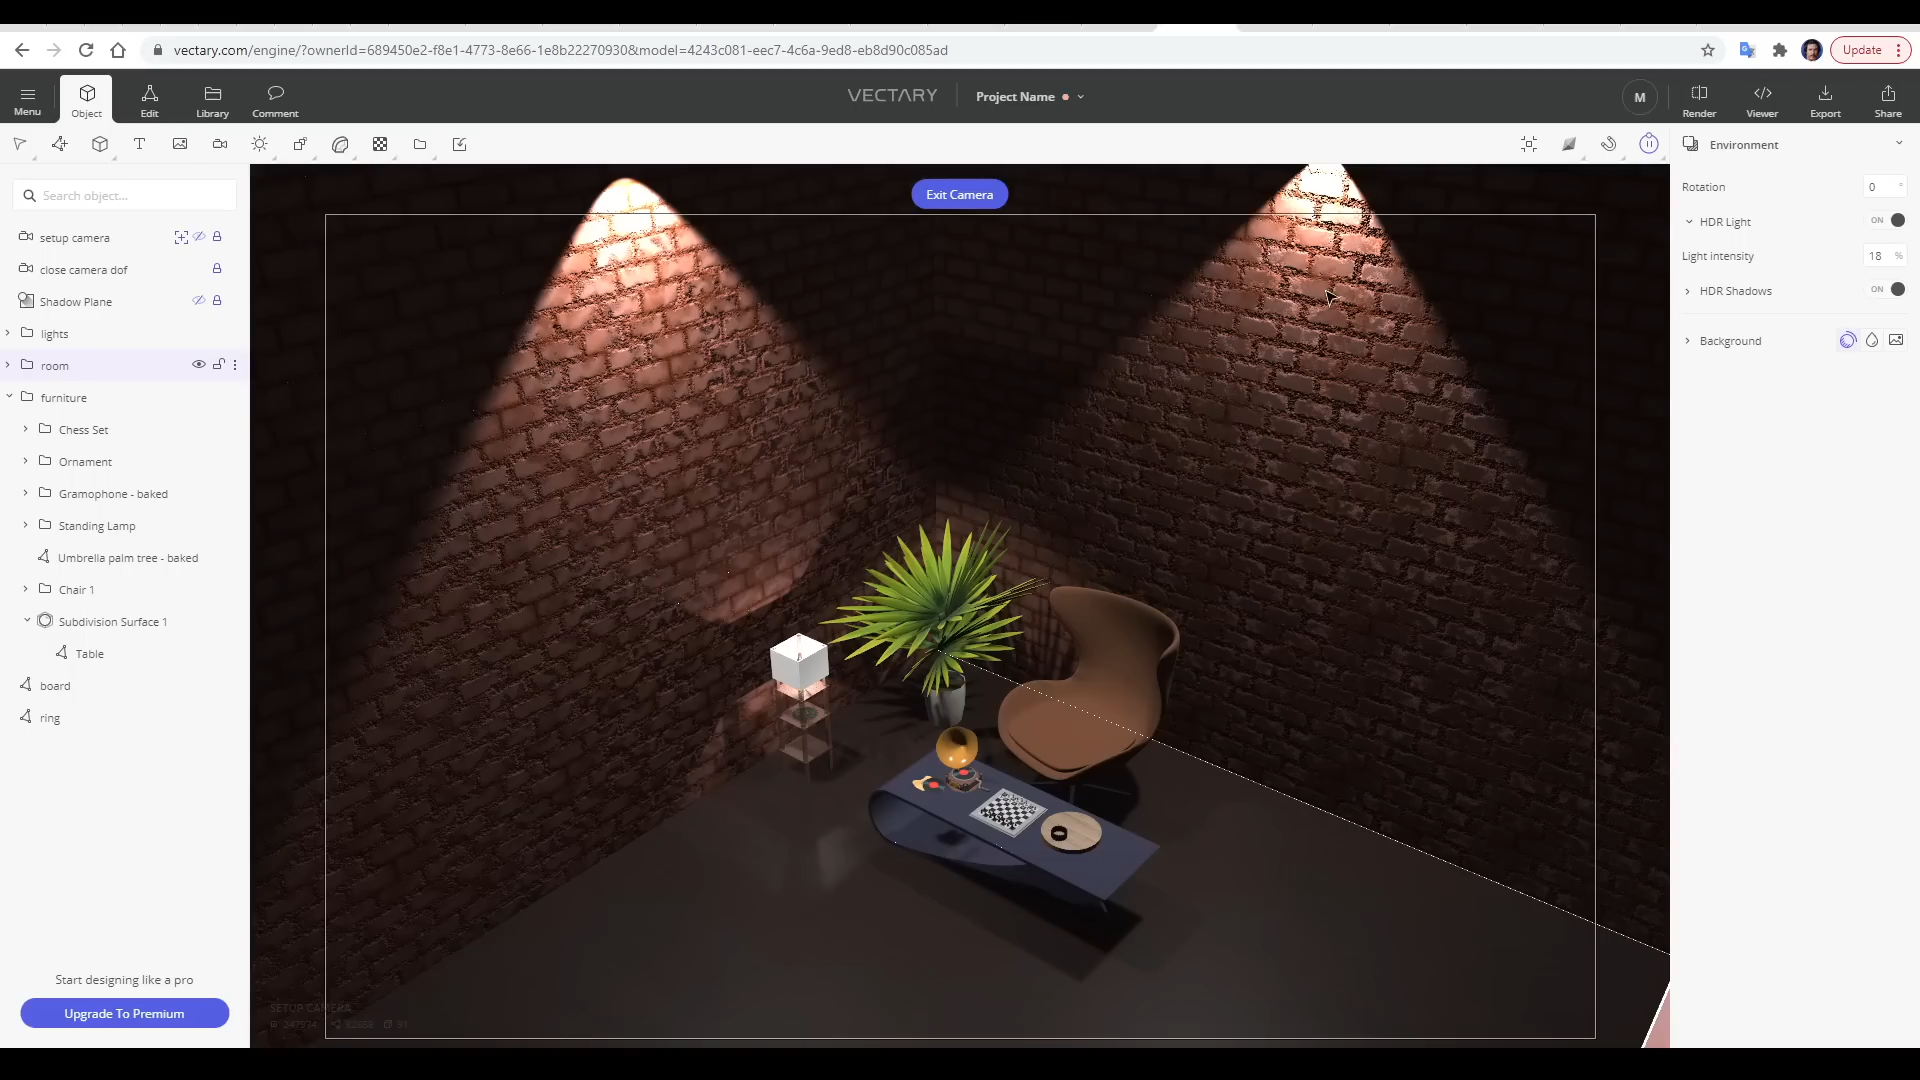 vectary.com/engine/?ownerId=689450e2-f8e1-4773-8e66-1e8b22270930&model=4243c081-eec7-4c6a-9ed8-eb8d90c085ad
Update
Menu
Object
Edit
Library
Comment
VECTARY
Project Name
M
Render
Viewer
Export
Share
T
Environment
Search object...
Exit Camera
Rotation
0 °
setup camera
HDR Light
ON
close camera dof
Light intensity
18 %
Shadow Plane
HDR Shadows
ON
lights
Background
room
furniture
Chess Set
Ornament
Gramophone - baked
Standing Lamp
Umbrella palm tree - baked
Chair 1
Subdivision Surface 1
Table
board
ring
Start designing like a pro
Upgrade To Premium
SETUP CAMERA